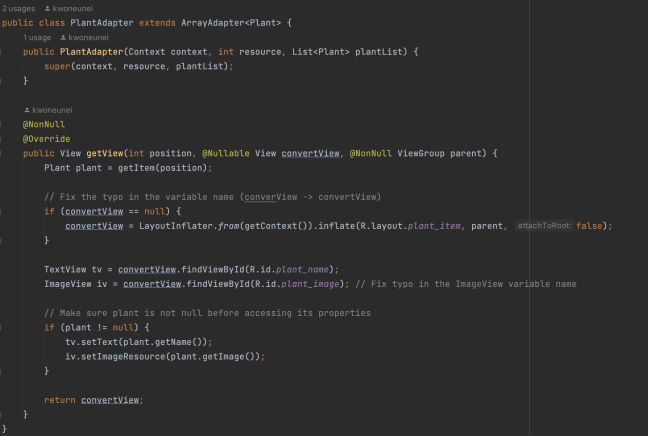 2 usages kwoneunei
public class PlantAdapter extends ArrayAdapter<Plant> {
1 usage kwoneunei
public PlantAdapter(Context context, int resource, List<Plant> plantList) {
super(context, resource, plantList);
}
kwoneunei
@NonNull
@Override
public View getView(int position, @Nullable View convertView, @NonNull ViewGroup parent) {
Plant plant = getItem(position);
// Fix the typo in the variable name (converView -> convertView)
if (convertView == null) {
convertView = LayoutInflater.from(getContext()).inflate(R.layout.plant_item, parent, attachToRoot: false);
}
TextView tv = convertView.findViewById(R.id.plant_name);
ImageView iv = convertView.findViewById(R.id.plant_image); // Fix typo in the ImageView variable name
// Make sure plant is not null before accessing its properties
if (plant != null) {
tv.setText(plant.getName());
iv.setImageResource(plant.getImage());
}
return convertView;
}
}